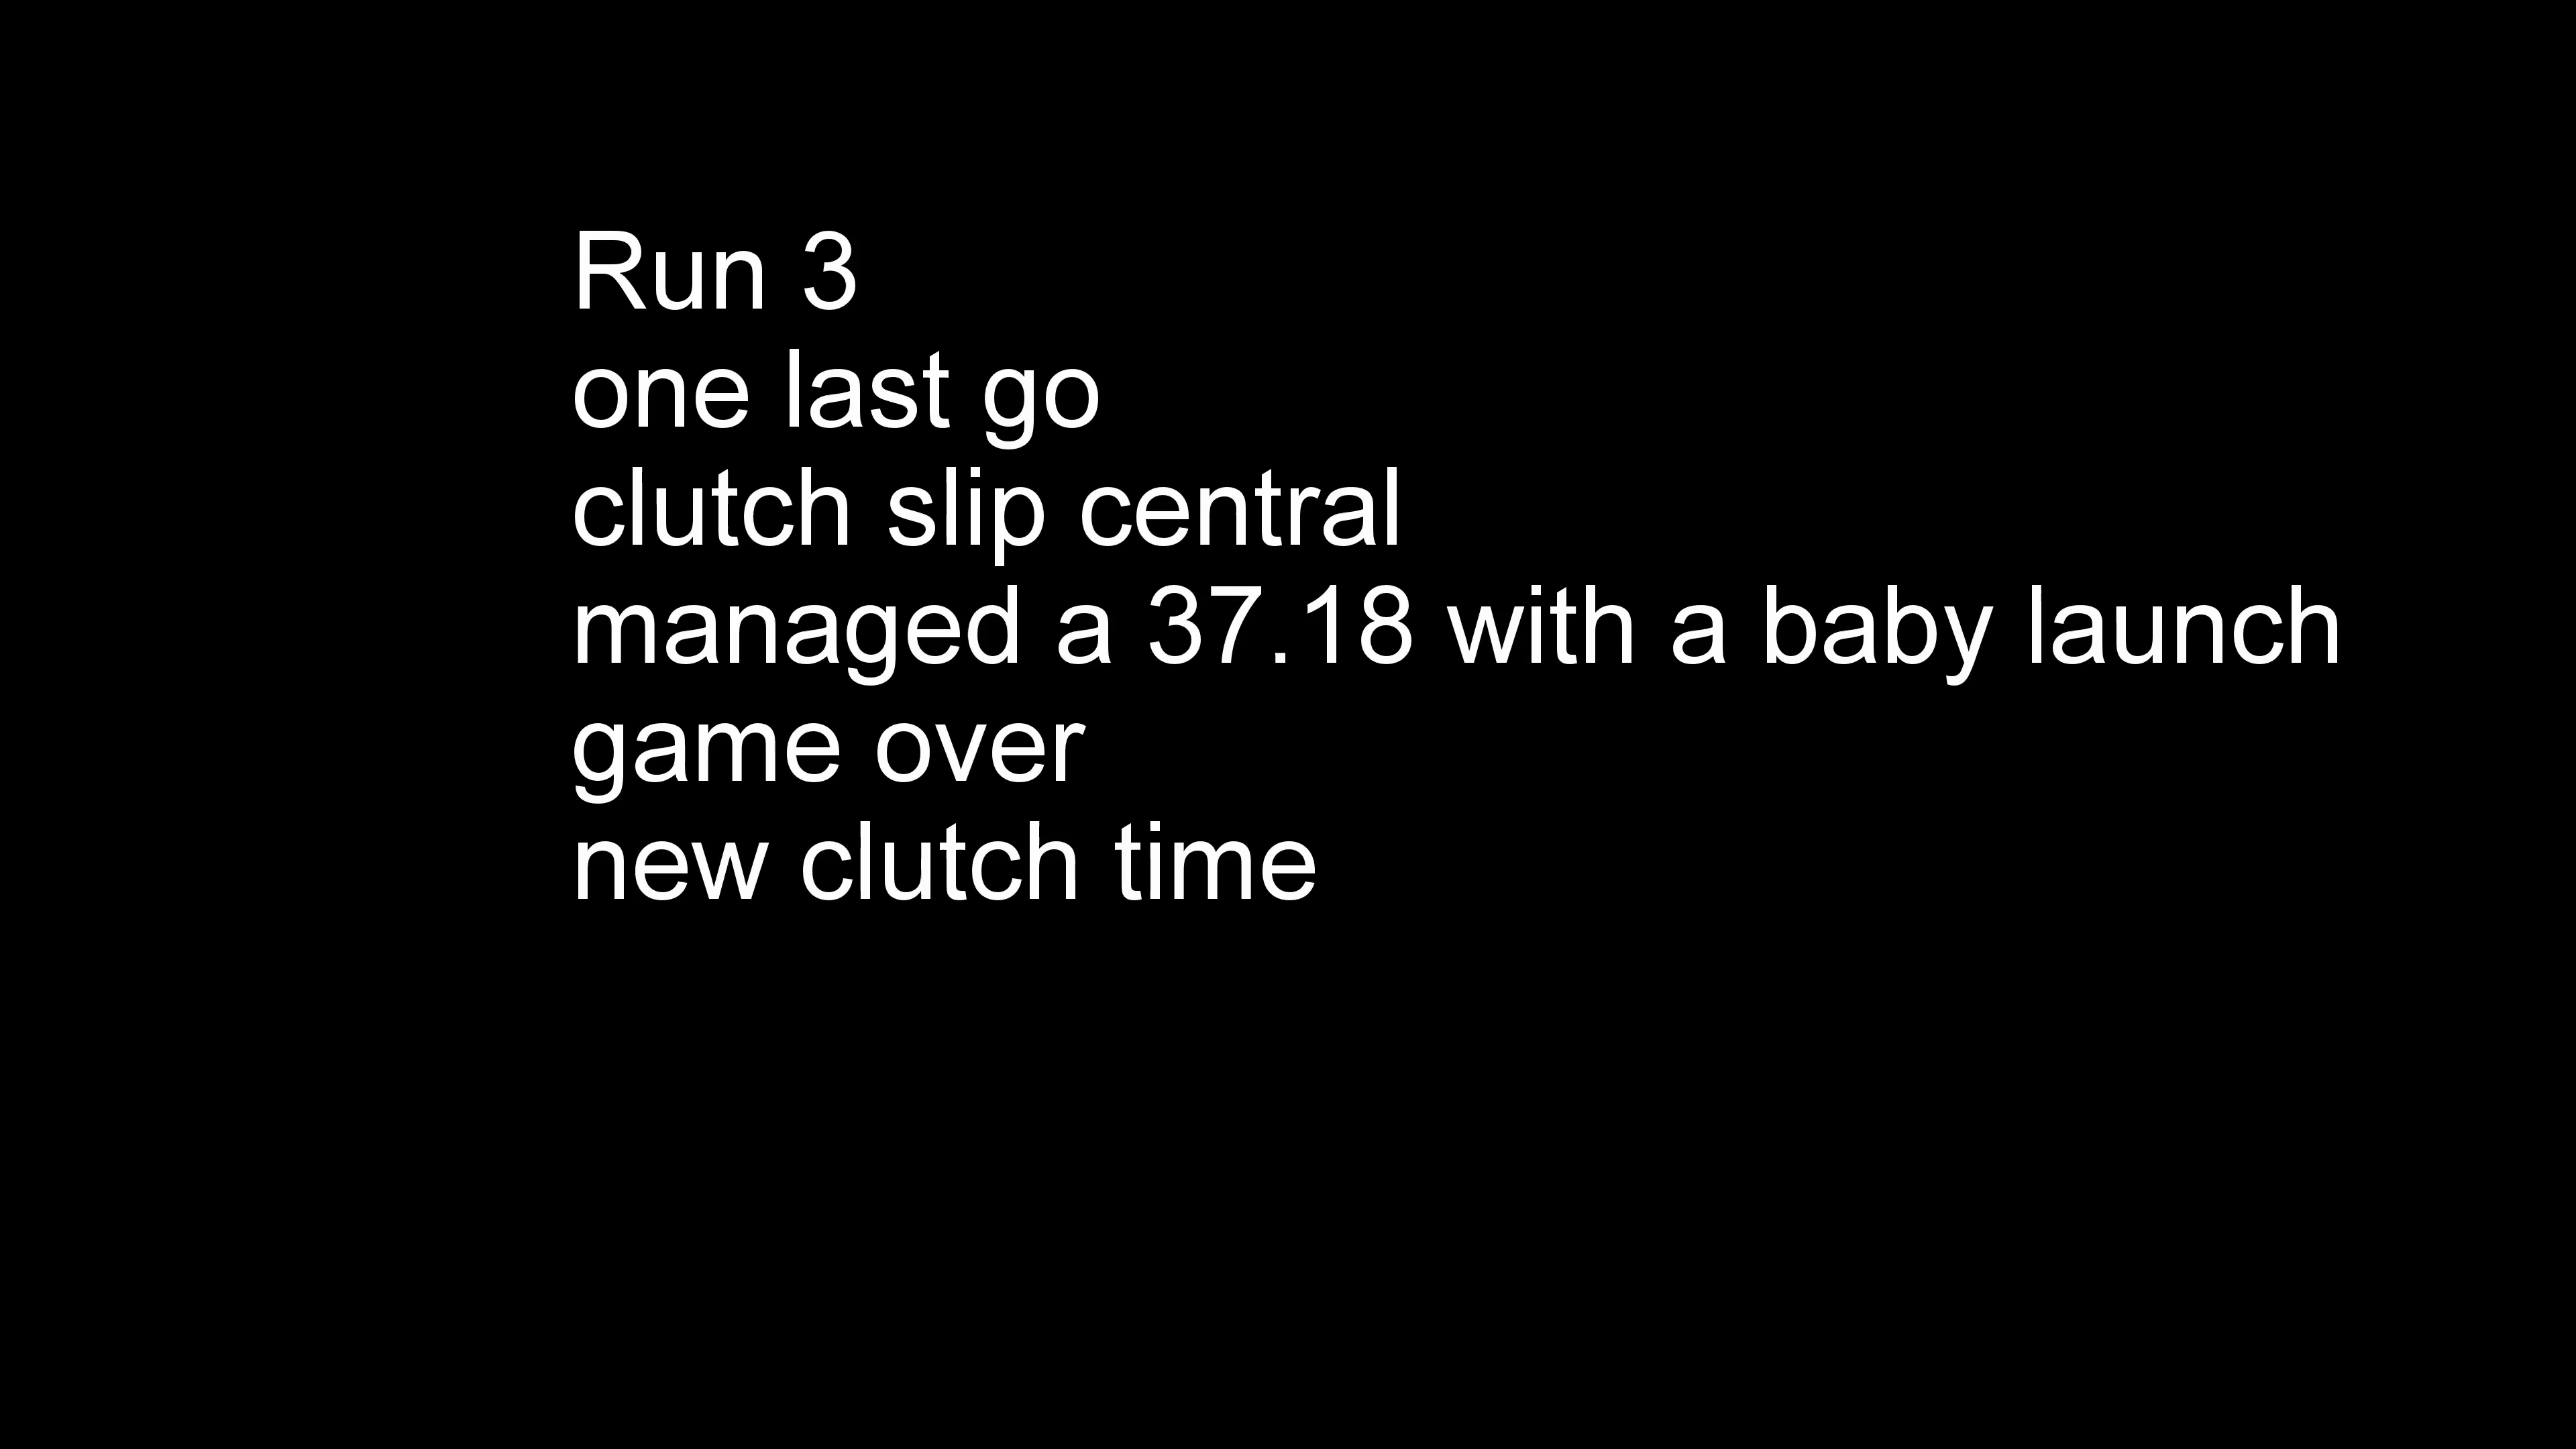 Run 3
one last go
clutch slip central
managed a 37.18 with a baby launch
game over
new clutch time